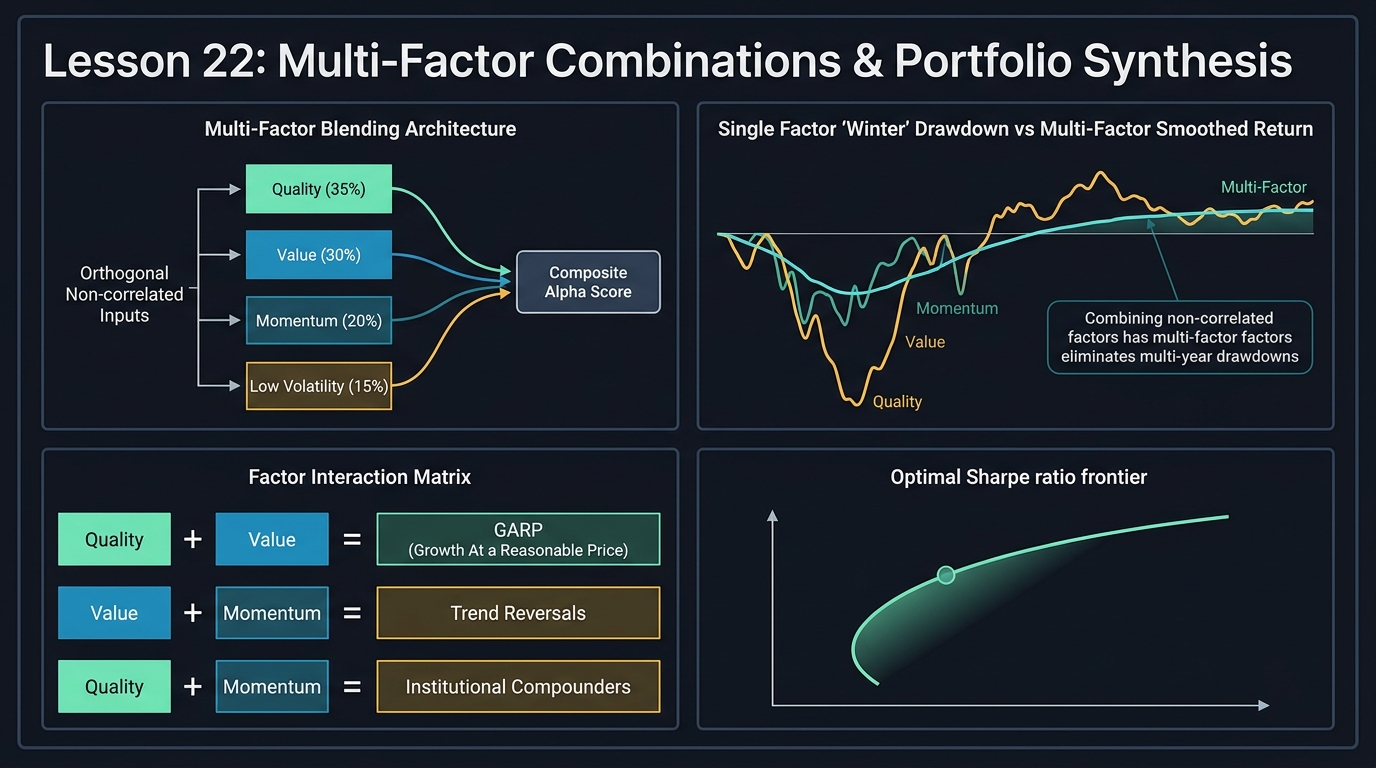 Lesson 22: Multi-Factor Combinations & Portfolio Synthesis
Multi-Factor Blending Architecture
Orthogonal
Non-correlated
Inputs
Quality (35%)
Value (30%)
Momentum (20%)
Low Volatility (15%)
Composite
Alpha Score
Single Factor ‘Winter’ Drawdown vs Multi-Factor Smoothed Return
Multi-Factor
Momentum
Value
Quality
Combining non-correlated
factors has multi-factor factors
eliminates multi-year drawdowns
Factor Interaction Matrix
Quality + Value = GARP
(Growth At a Reasonable Price)
Value + Momentum = Trend Reversals
Quality + Momentum = Institutional Compounders
Optimal Sharpe ratio frontier